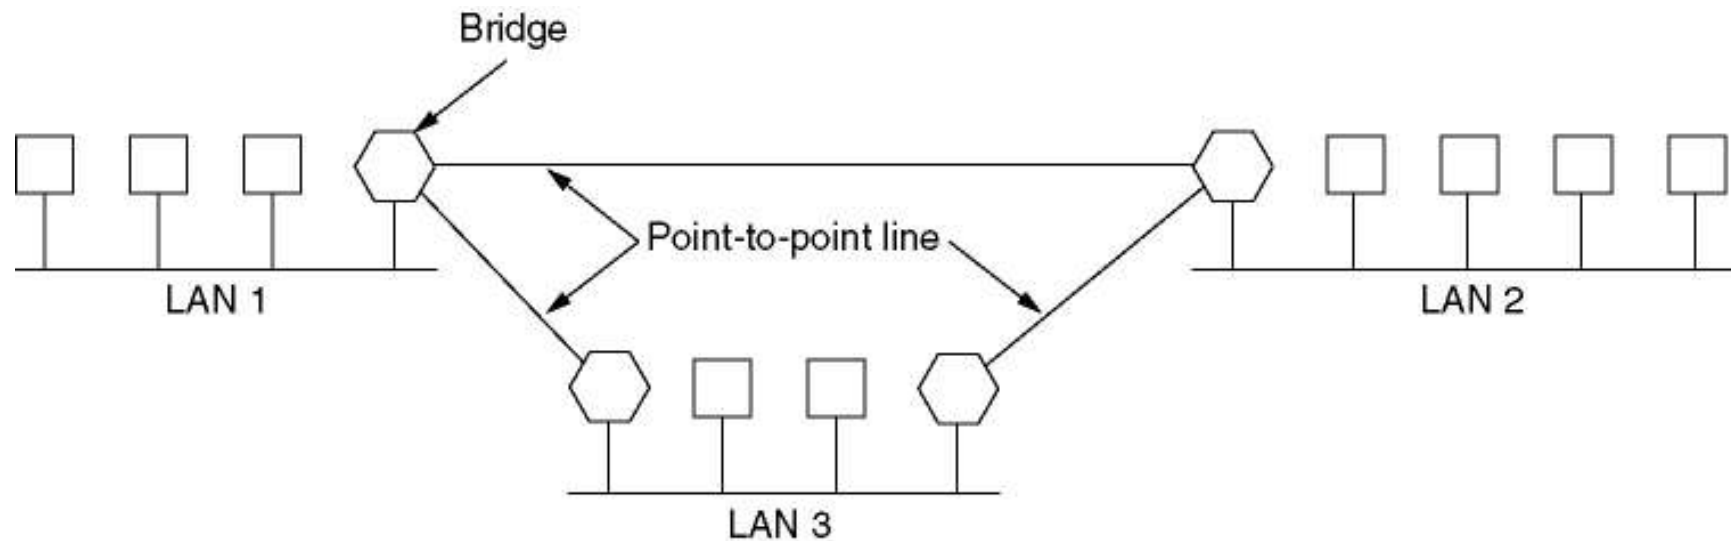 Bridge
Point-to-point line
LAN 1
LAN 2
LAN 3